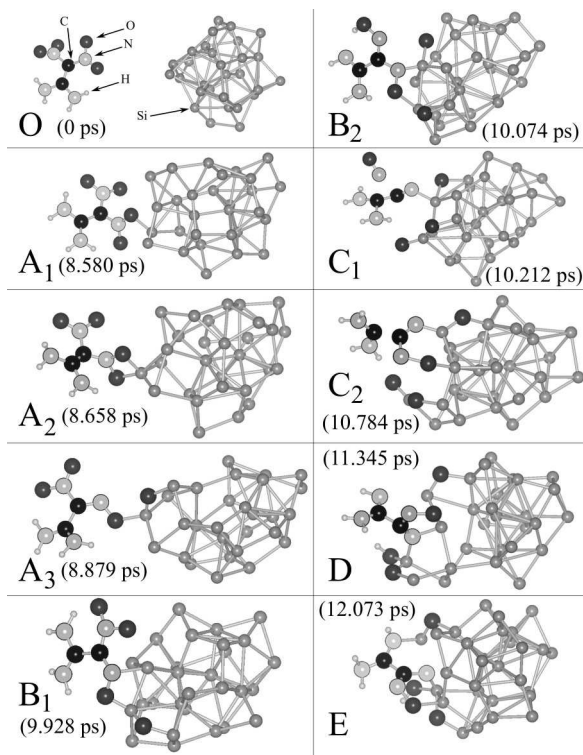 C
O
N
H
Si
O (0 ps)
A1 (8.580 ps)
A2 (8.658 ps)
A3 (8.879 ps)
B1
(9.928 ps)
B2 (10.074 ps)
C1
(10.212 ps)
C2
(10.784 ps)
(11.345 ps)
D
(12.073 ps)
E